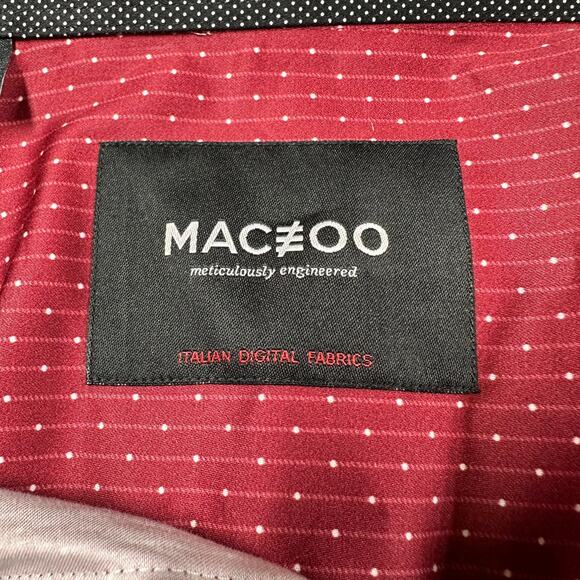 MACEOO
meticulously engineered
ITALIAN DIGITAL FABRICS